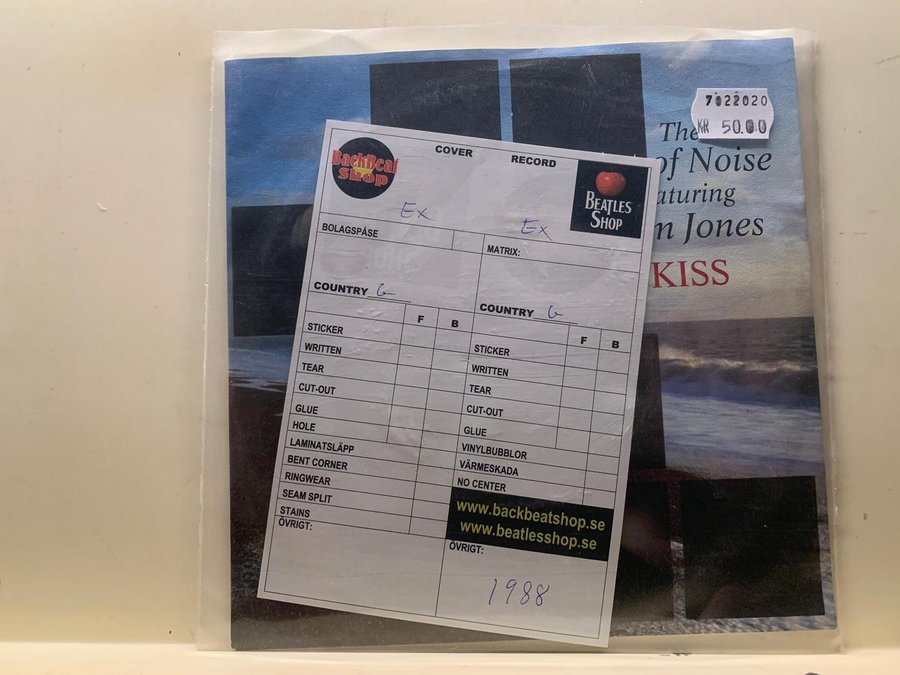 7022020
KR 50.00
The
of Noise
aturing
m Jones
KISS
BackBeat
Shop
COVER
RECORD
BEATLES
SHOP
Ex
Ex
BOLAGSPÅSE
MATRIX:
COUNTRY G
COUNTRY G
F B
F B
STICKER
WRITTEN
TEAR
CUT-OUT
GLUE
HOLE
LAMINATSLÄPP
BENT CORNER
RINGWEAR
SEAM SPLIT
STAINS
ÖVRIGT:
STICKER
WRITTEN
TEAR
CUT-OUT
GLUE
VINYLBUBBLOR
VÄRMESKADA
NO CENTER
www.backbeatshop.se
www.beatlesshop.se
ÖVRIGT:
1988